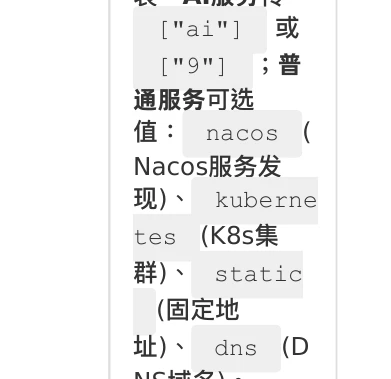 ["ai"] 或
["9"] ；普
通服务可选
值： nacos (
Nacos服务发
现)、 kuberne
tes (K8s集
群)、 static
(固定地
址)、 dns (D